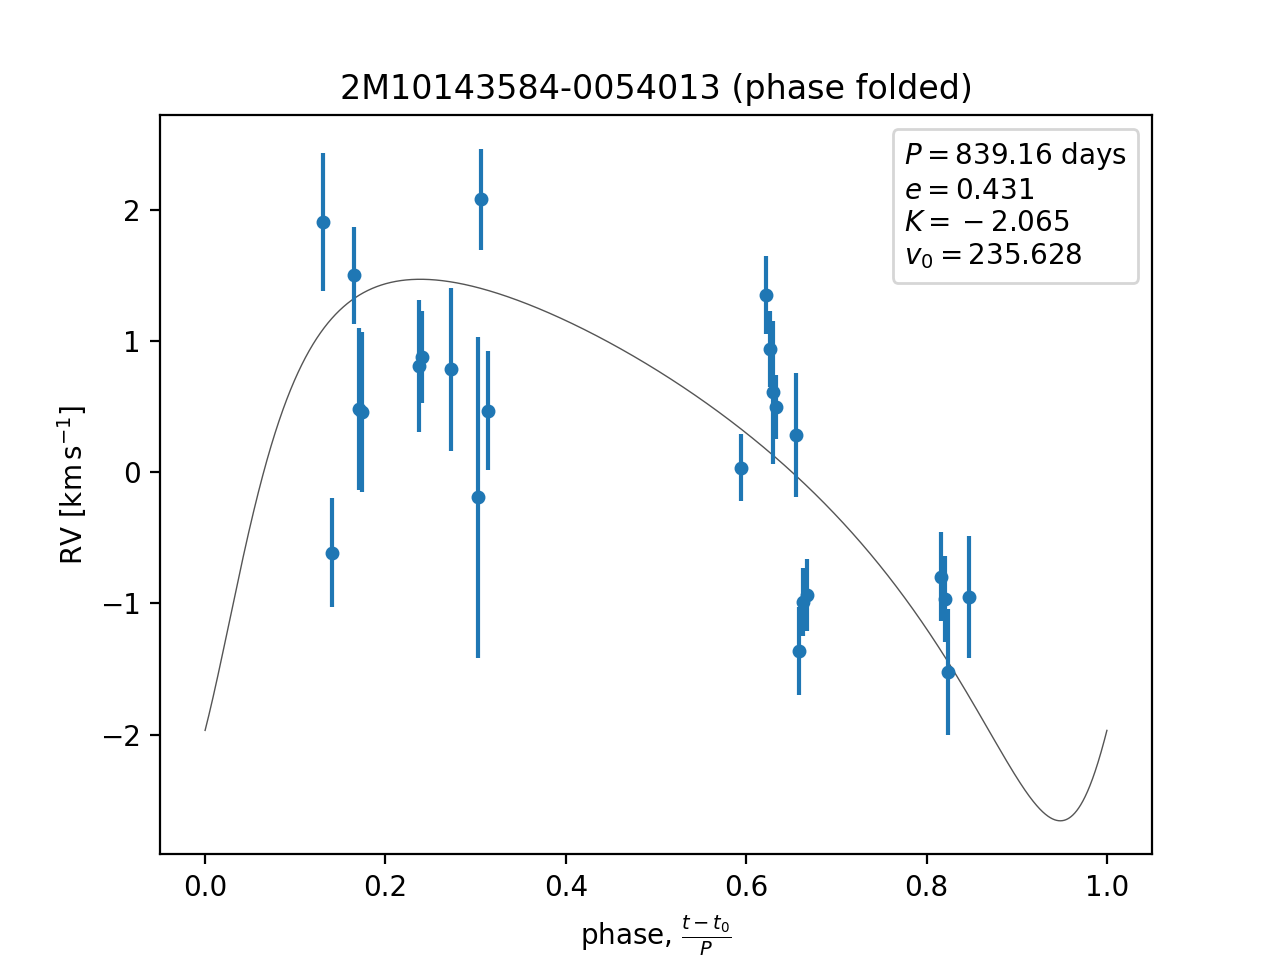 2M10143584-0054013 (phase folded)
P = 839.16 days
e = 0.431
K = −2.065
v₀ = 235.628
RV [km s⁻¹]
2
1
0
−1
−2
0.0 0.2 0.4 0.6 0.8 1.0
phase, (t − t₀)/P